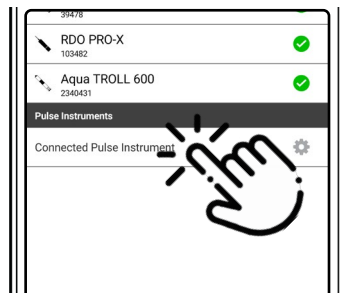 39478
RDO PRO-X
103482
Aqua TROLL 600
2340431
Pulse Instruments
Connected Pulse Instrument